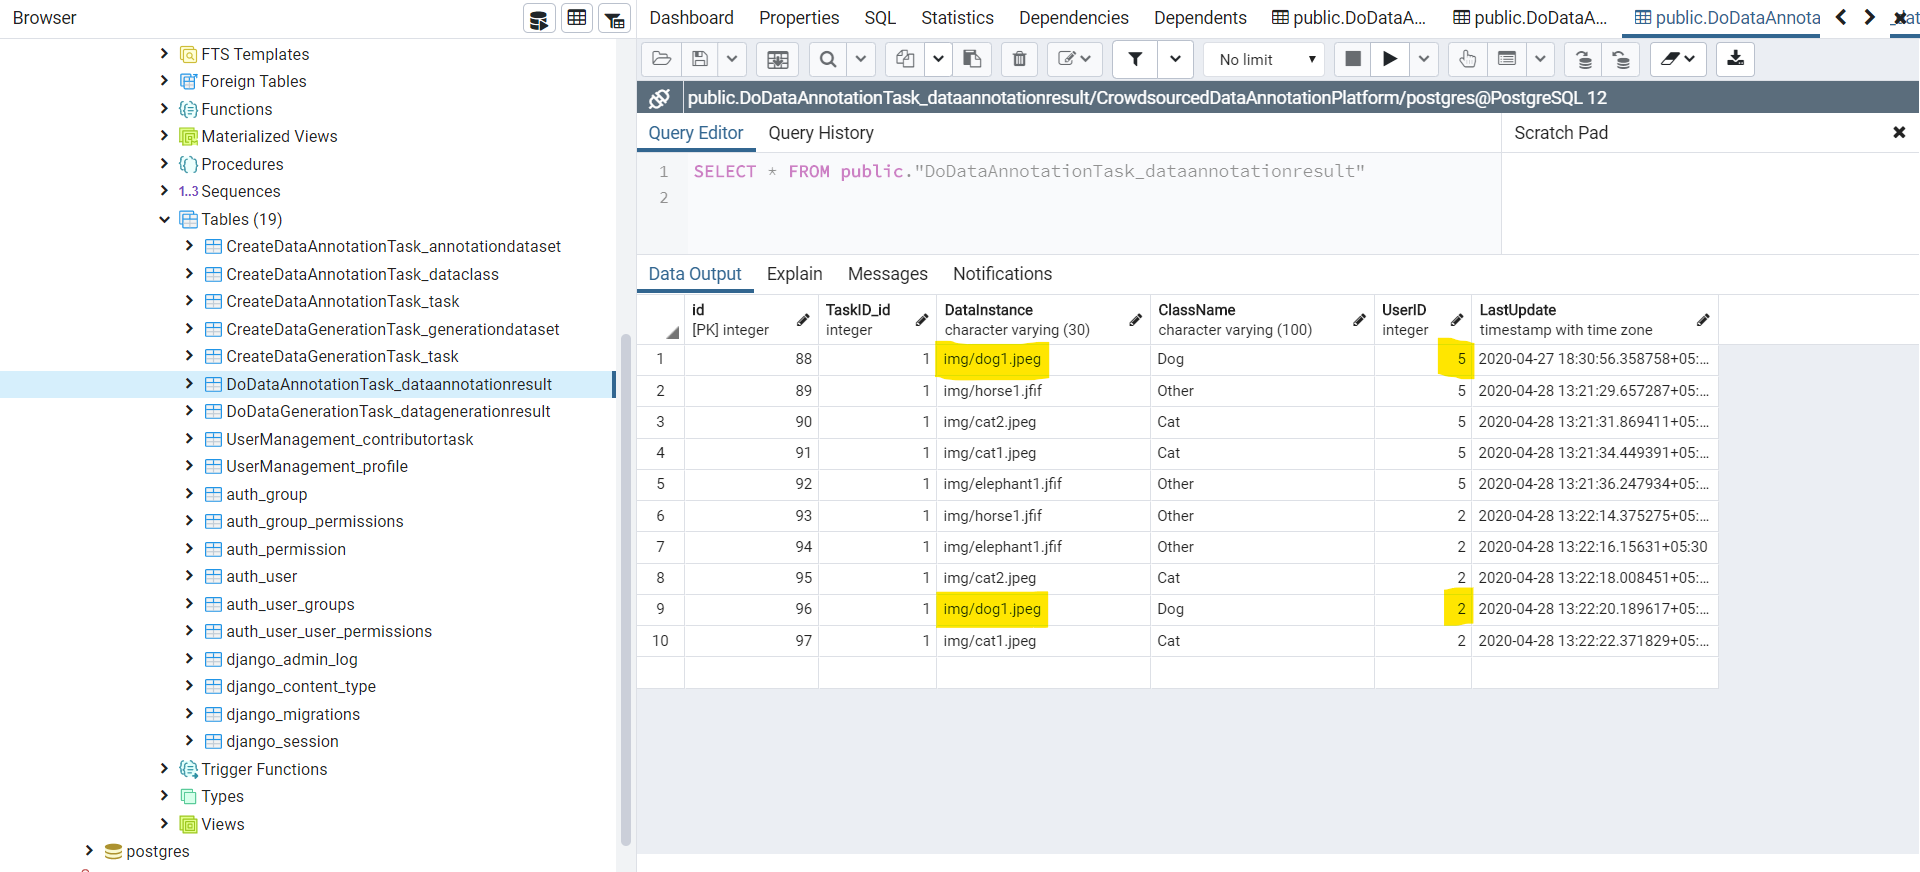 Browser
FTS Templates
Foreign Tables
Functions
Materialized Views
Procedures
1..3 Sequences
Tables (19)
CreateDataAnnotationTask_annotationdataset
CreateDataAnnotationTask_dataclass
CreateDataAnnotationTask_task
CreateDataGenerationTask_generationdataset
CreateDataGenerationTask_task
DoDataAnnotationTask_dataannotationresult
DoDataGenerationTask_datagenerationresult
UserManagement_contributortask
UserManagement_profile
auth_group
auth_group_permissions
auth_permission
auth_user
auth_user_groups
auth_user_user_permissions
django_admin_log
django_content_type
django_migrations
django_session
Trigger Functions
Types
Views
postgres
Dashboard Properties SQL Statistics Dependencies Dependents public.DoDataA... public.DoDataA... public.DoDataAnnota
No limit
public.DoDataAnnotationTask_dataannotationresult/CrowdsourcedDataAnnotationPlatform/postgres@PostgreSQL 12
Query Editor Query History Scratch Pad
1 SELECT * FROM public."DoDataAnnotationTask_dataannotationresult"
2
Data Output Explain Messages Notifications
id TaskID_id DataInstance ClassName UserID LastUpdate
[PK] integer integer character varying (30) character varying (100) integer timestamp with time zone
1 88 1 img/dog1.jpeg Dog 5 2020-04-27 18:30:56.358758+05:...
2 89 1 img/horse1.jfif Other 5 2020-04-28 13:21:29.657287+05:...
3 90 1 img/cat2.jpeg Cat 5 2020-04-28 13:21:31.869411+05:...
4 91 1 img/cat1.jpeg Cat 5 2020-04-28 13:21:34.449391+05:...
5 92 1 img/elephant1.jfif Other 5 2020-04-28 13:21:36.247934+05:...
6 93 1 img/horse1.jfif Other 2 2020-04-28 13:22:14.375275+05:...
7 94 1 img/elephant1.jfif Other 2 2020-04-28 13:22:16.15631+05:30
8 95 1 img/cat2.jpeg Cat 2 2020-04-28 13:22:18.008451+05:...
9 96 1 img/dog1.jpeg Dog 2 2020-04-28 13:22:20.189617+05:...
10 97 1 img/cat1.jpeg Cat 2 2020-04-28 13:22:22.371829+05:...